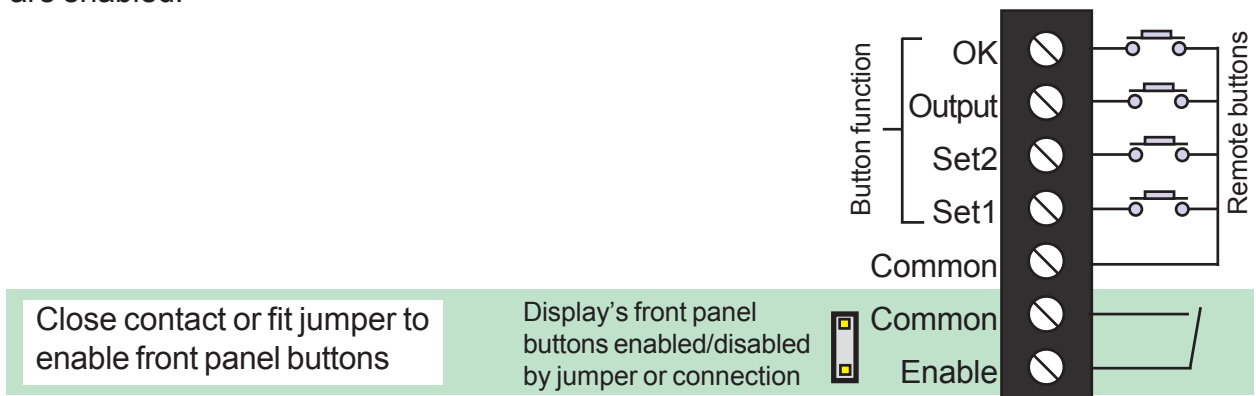 are enabled.
OK
Output
Set2
Set1
Common
Button function
Remote buttons
Close contact or fit jumper to
enable front panel buttons
Display's front panel
buttons enabled/disabled
by jumper or connection
Common
Enable